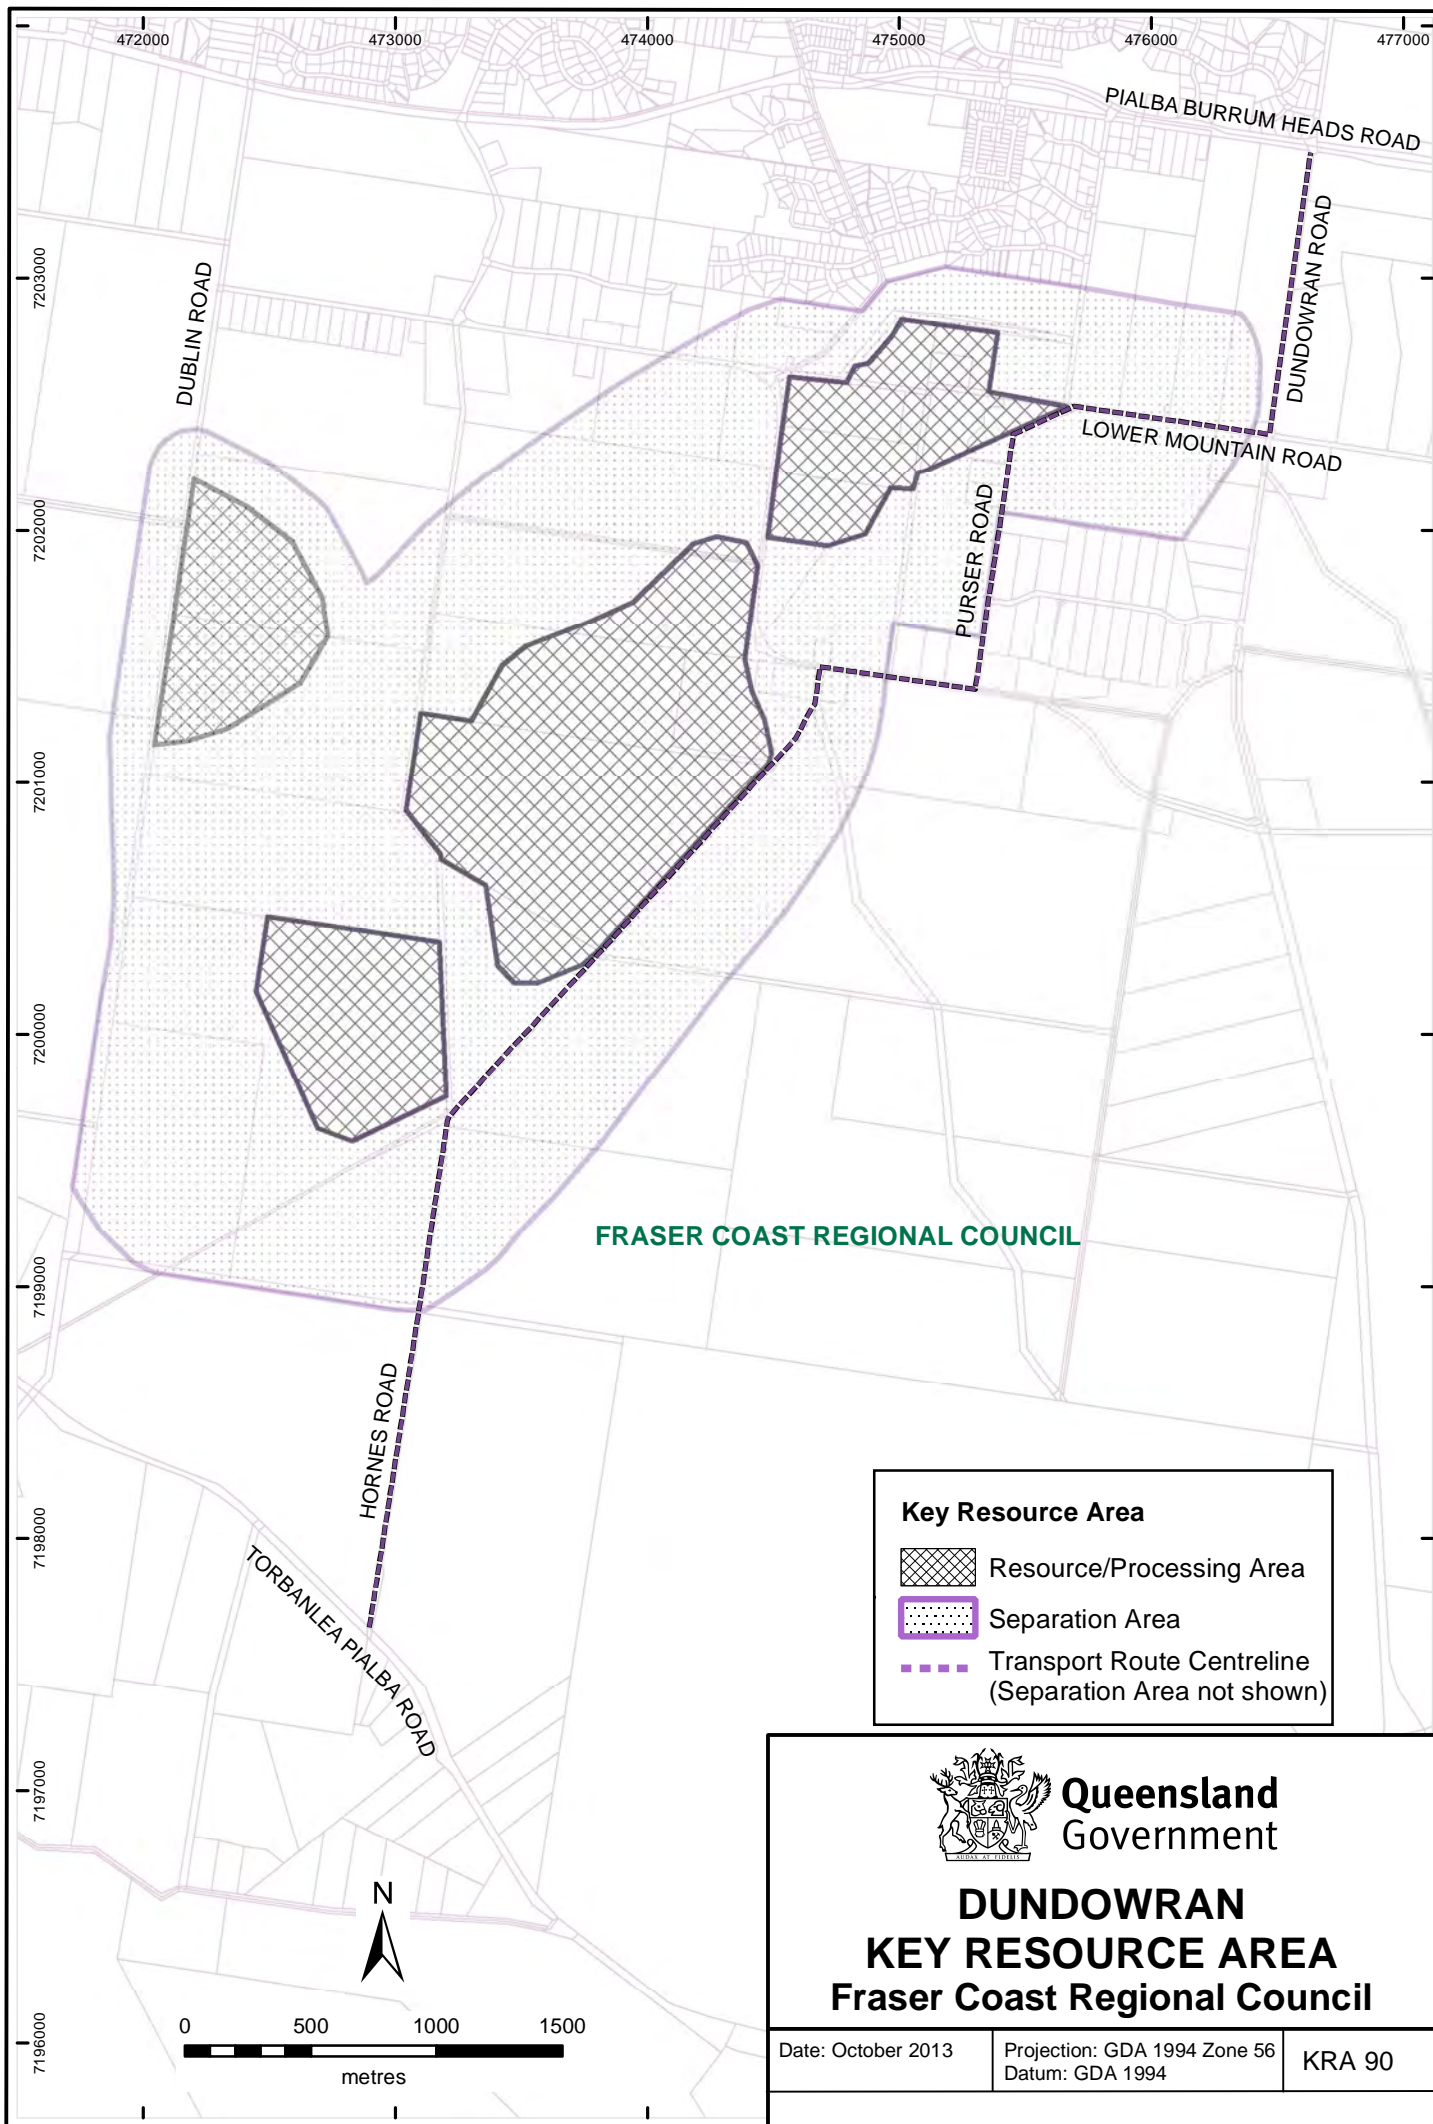 472000
473000
474000
475000
476000
477000
PIALBA BURRUM HEADS ROAD
DUNDOWRAN ROAD
7203000
DUBLIN ROAD
LOWER MOUNTAIN ROAD
7202000
PURSER ROAD
7201000
7200000
FRASER COAST REGIONAL COUNCIL
7199000
HORNES ROAD
7198000
TORBANLEA PIALBA ROAD
Key Resource Area
Resource/Processing Area
Separation Area
Transport Route Centreline
(Separation Area not shown)
7197000
Queensland
Government
AUDAX AT FIDELIS
N
DUNDOWRAN
KEY RESOURCE AREA
Fraser Coast Regional Council
7196000
0
500
1000
1500
metres
Date: October 2013
Projection: GDA 1994 Zone 56
Datum: GDA 1994
KRA 90